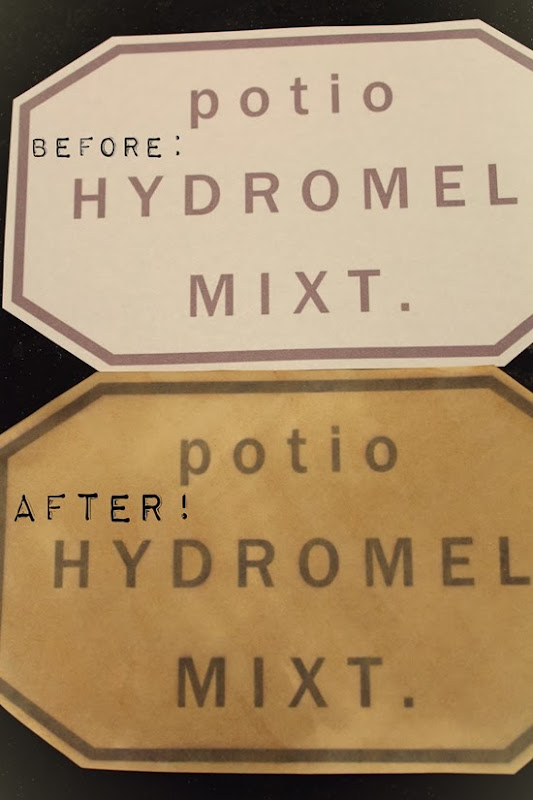 potio
BEFORE:
HYDROMEL
MIXT.
potio
AFTER!
HYDROMEL
MIXT.